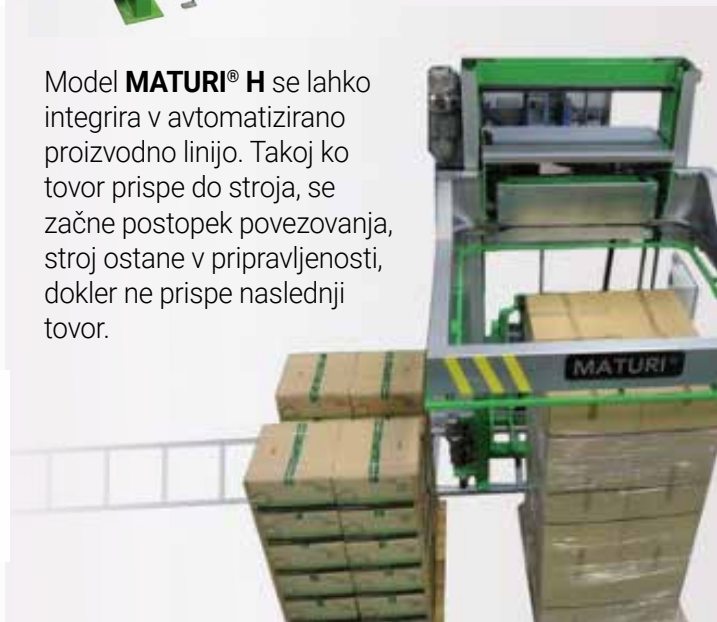 Model MATURI® H se lahko
integrira v avtomatizirano
proizvodno linijo. Takoj ko
tovor prispe do stroja, se
začne postopek povezovanja,
stroj ostane v pripravljenosti,
dokler ne prispe naslednji
tovor.
MATURI®